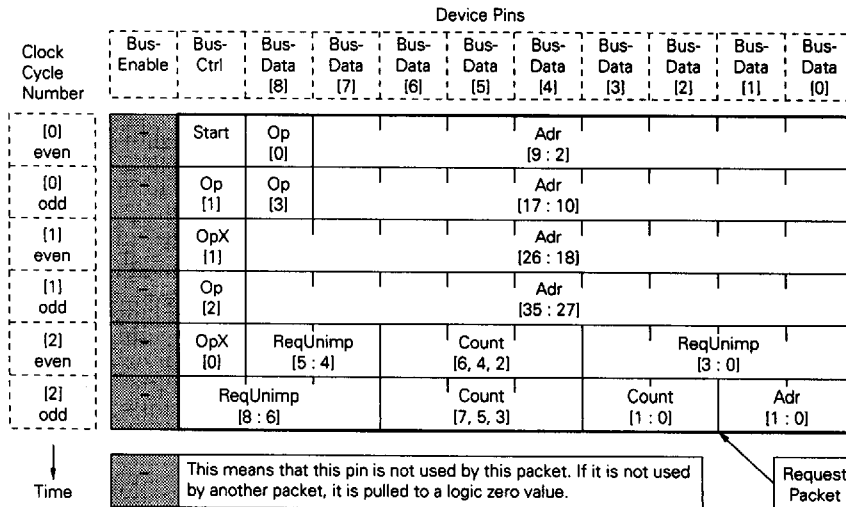 Device Pins
Clock Cycle Number
Bus-Enable Bus-Ctrl Bus-Data [8] Bus-Data [7] Bus-Data [6] Bus-Data [5] Bus-Data [4] Bus-Data [3] Bus-Data [2] Bus-Data [1] Bus-Data [0]
[0] even - Start Op [0] Adr [9 : 2]
[0] odd - Op [1] Op [3] Adr [17 : 10]
[1] even - OpX [1] Adr [26 : 18]
[1] odd - Op [2] Adr [35 : 27]
[2] even - OpX [0] ReqUnimp [5 : 4] Count [6, 4, 2] ReqUnimp [3 : 0]
[2] odd - ReqUnimp [8 : 6] Count [7, 5, 3] Count [1 : 0] Adr [1 : 0]
Time
- This means that this pin is not used by this packet. If it is not used
by another packet, it is pulled to a logic zero value.
Request
Packet